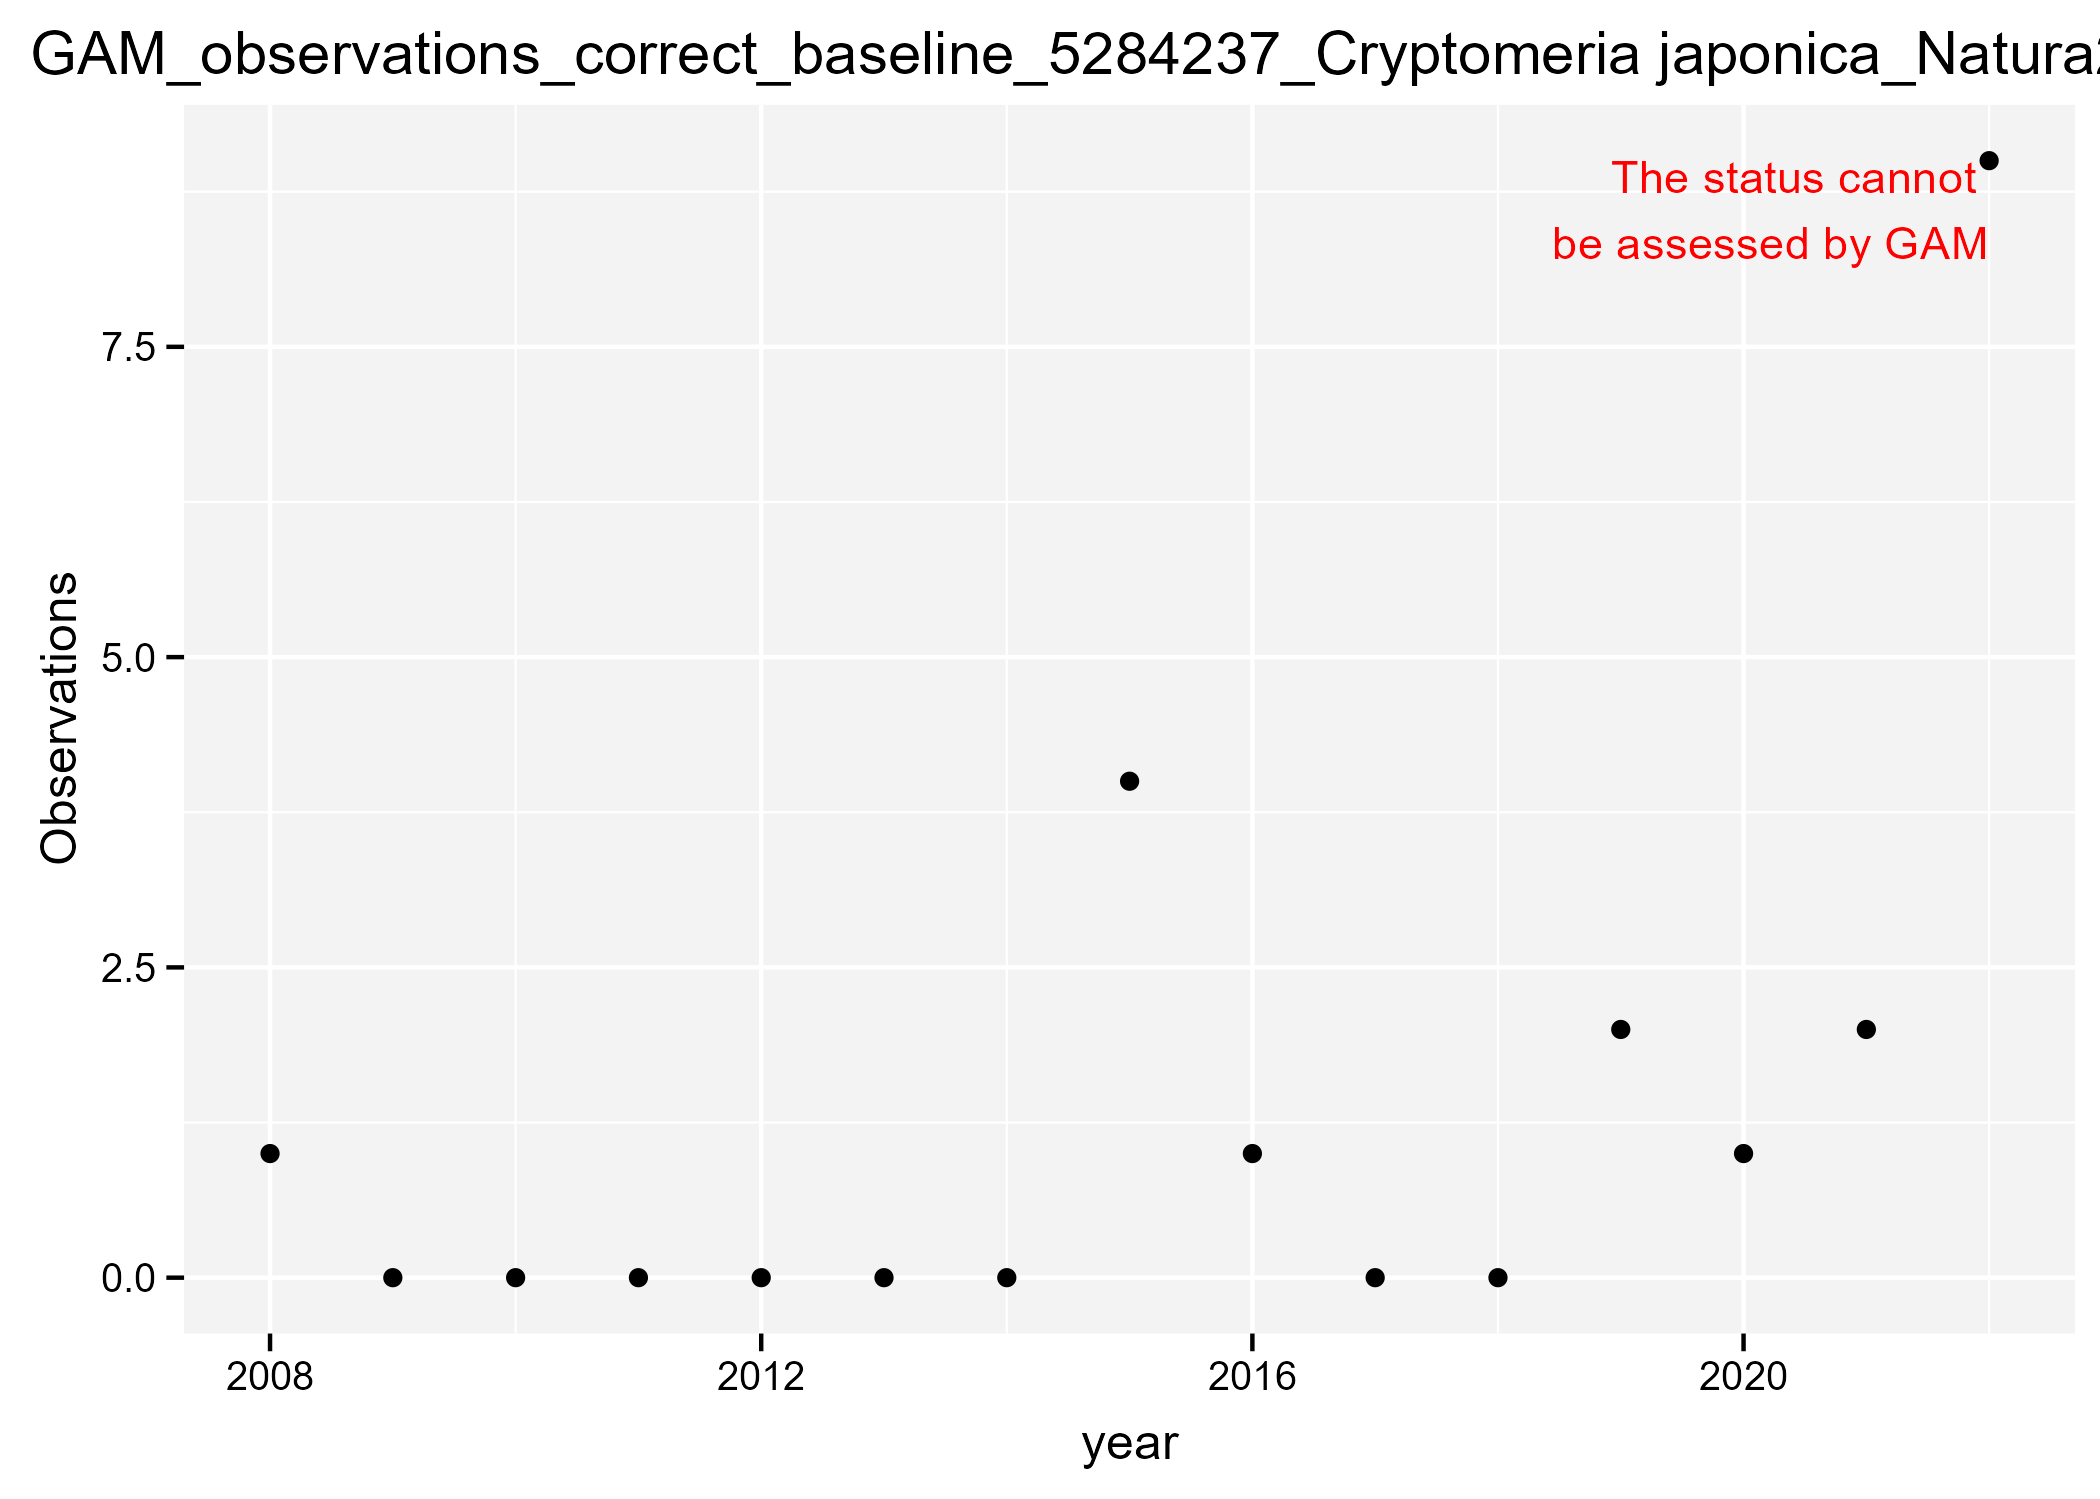 GAM_observations_correct_baseline_5284237_Cryptomeria japonica_Natura
The status cannot
be assessed by GAM
7.5
5.0
2.5
0.0
Observations
2008 2012 2016 2020
year